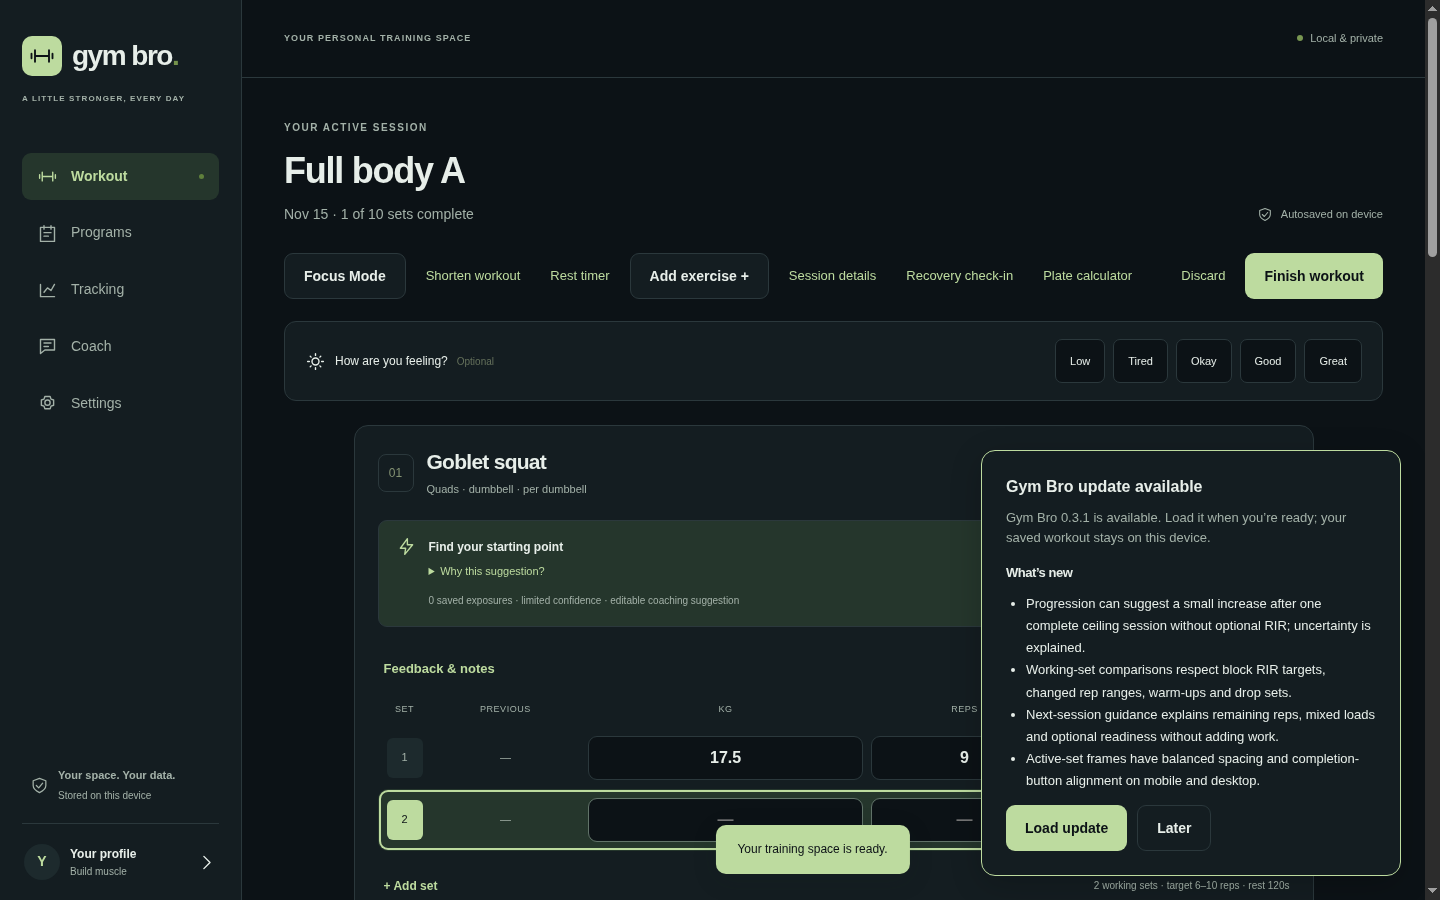 gym bro.
A LITTLE STRONGER, EVERY DAY
Workout
Programs
Tracking
Coach
Settings
Your space. Your data.
Stored on this device
Y
Your profile
Build muscle
YOUR PERSONAL TRAINING SPACE
Local & private
YOUR ACTIVE SESSION
Full body A
Nov 15 · 1 of 10 sets complete
Autosaved on device
Focus Mode
Shorten workout
Rest timer
Add exercise +
Session details
Recovery check-in
Plate calculator
Discard
Finish workout
How are you feeling? Optional
Low
Tired
Okay
Good
Great
01
Goblet squat
Quads · dumbbell · per dumbbell
Find your starting point
Why this suggestion?
0 saved exposures · limited confidence · editable coaching suggestion
Feedback & notes
SET PREVIOUS KG REPS
1 — 17.5 9
2 — — —
+ Add set
2 working sets · target 6–10 reps · rest 120s
Your training space is ready.
Gym Bro update available
Gym Bro 0.3.1 is available. Load it when you’re ready; your
saved workout stays on this device.
What’s new
• Progression can suggest a small increase after one
complete ceiling session without optional RIR; uncertainty is
explained.
• Working-set comparisons respect block RIR targets,
changed rep ranges, warm-ups and drop sets.
• Next-session guidance explains remaining reps, mixed loads
and optional readiness without adding work.
• Active-set frames have balanced spacing and completion-
button alignment on mobile and desktop.
Load update
Later